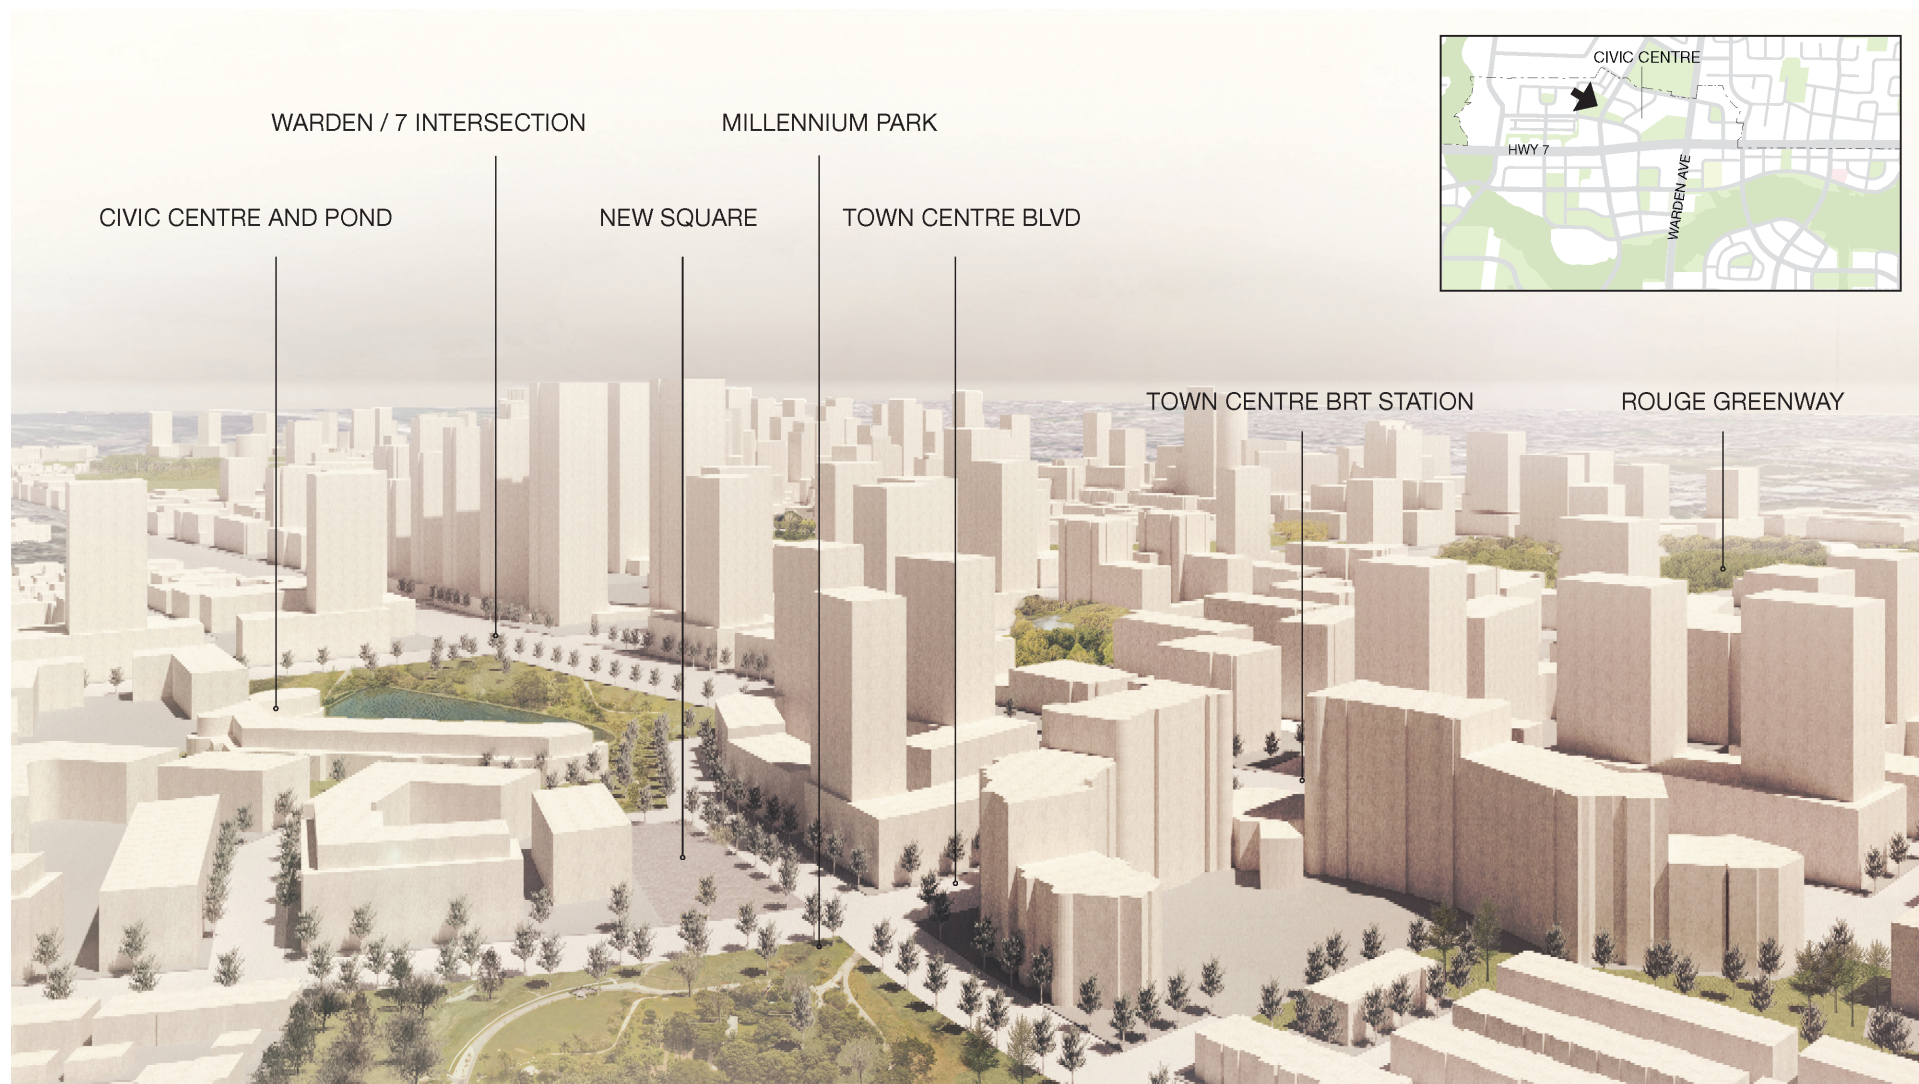 CIVIC CENTRE
HWY 7
WARDEN AVE
WARDEN / 7 INTERSECTION
MILLENNIUM PARK
CIVIC CENTRE AND POND
NEW SQUARE
TOWN CENTRE BLVD
TOWN CENTRE BRT STATION
ROUGE GREENWAY